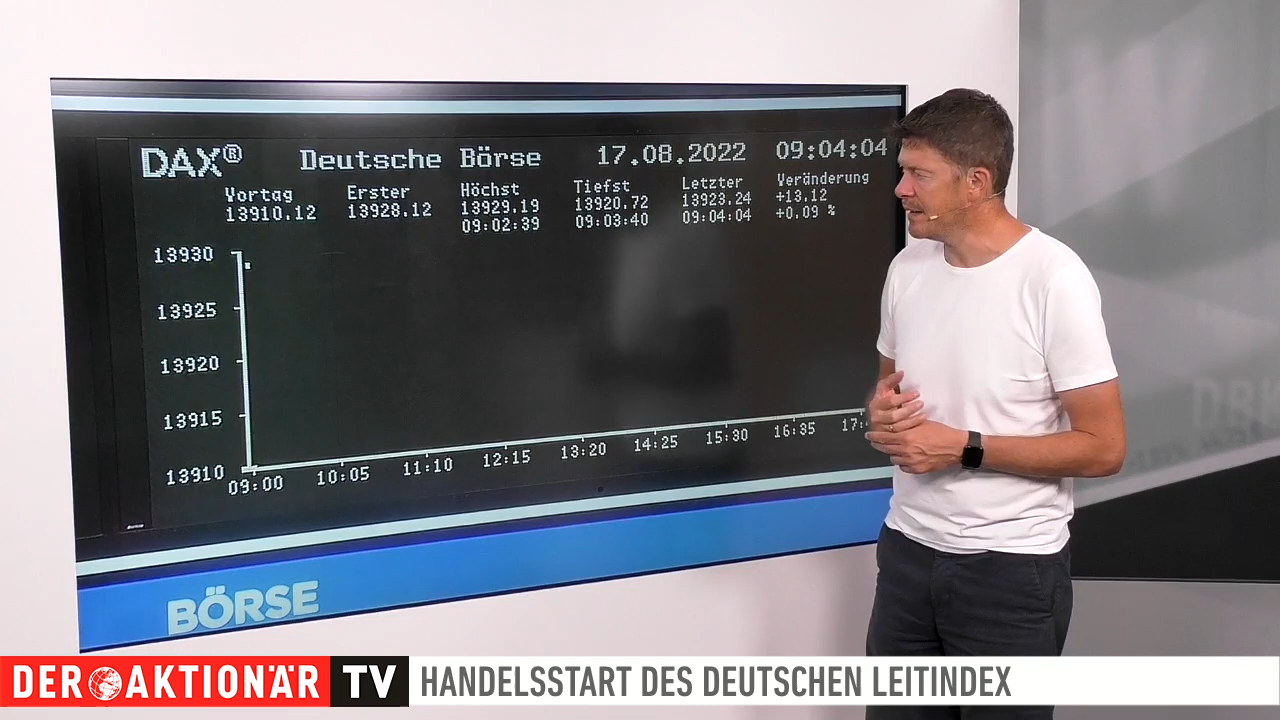 DAX® Deutsche Börse 17.08.2022 09:04:04
Vortag Erster Höchst Tiefst Letzter Veränderung
13910.12 13928.12 13929.19 13920.72 13923.24 +13.12
09:02:39 09:03:40 09:04:04 +0.09 %
13930
13925
13920
13915
13910
09:00 10:05 11:10 12:15 13:20 14:25 15:30 16:35
BÖRSE
DER AKTIONÄR TV HANDELSSTART DES DEUTSCHEN LEITINDEX